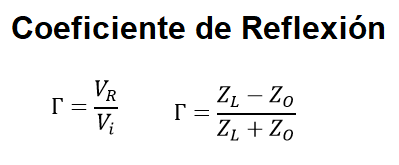 Coeficiente de Reflexión
Γ = V_R / V_i
Γ = (Z_L − Z_O) / (Z_L + Z_O)